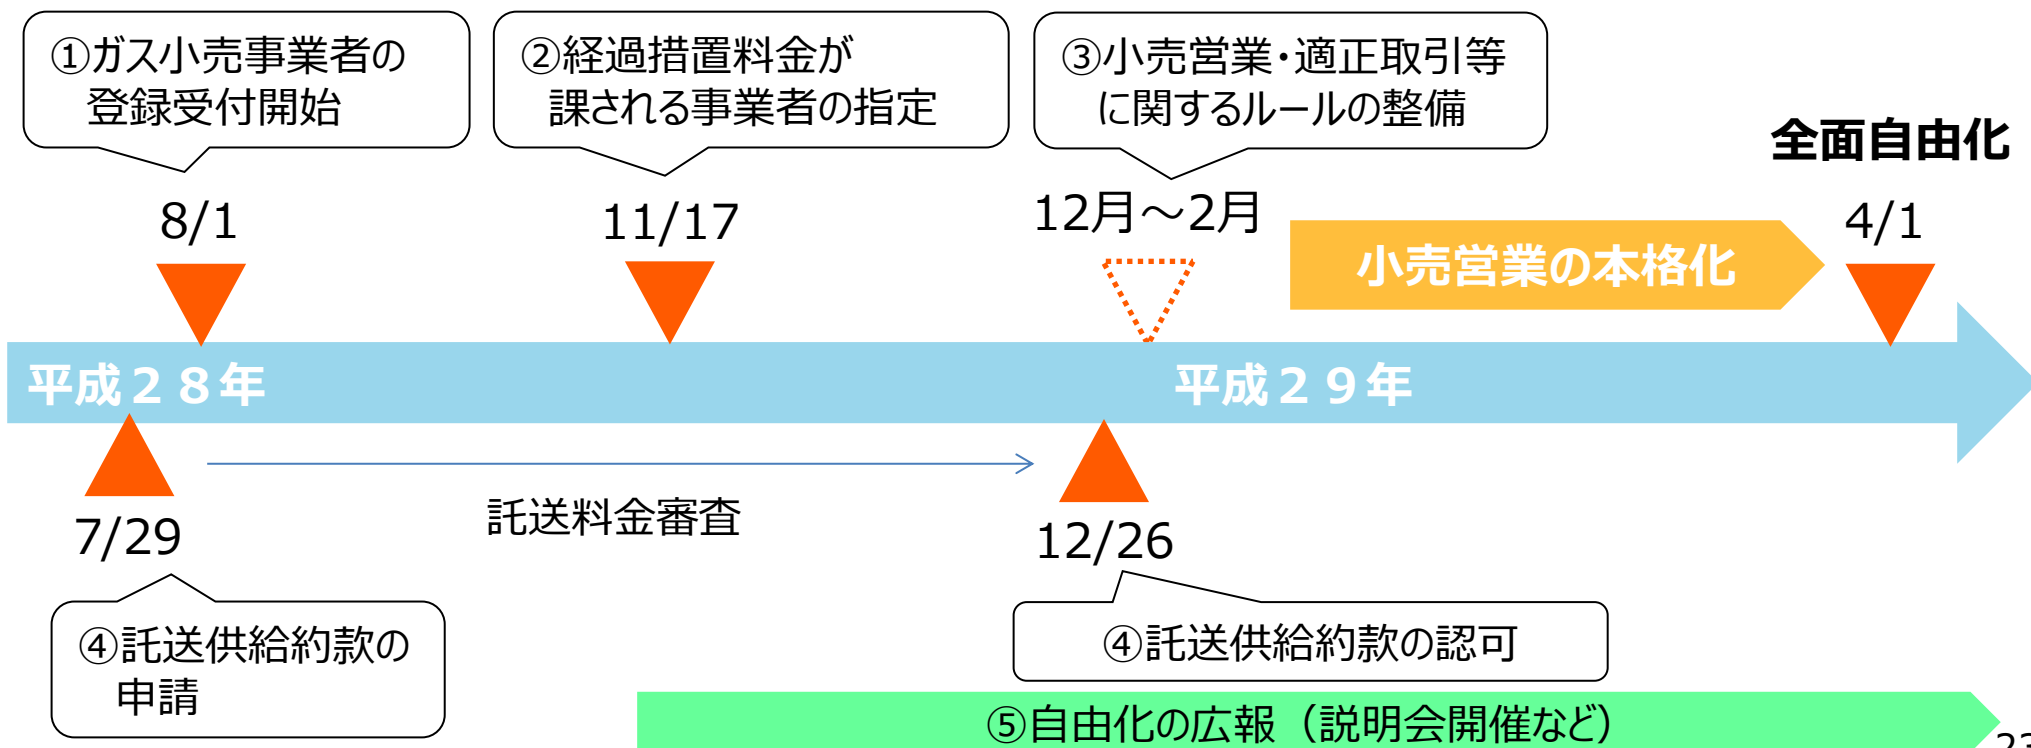 ①ガス小売事業者の
登録受付開始
②経過措置料金が
課される事業者の指定
③小売営業・適正取引等
に関するルールの整備
全面自由化
8/1
11/17
12月～2月
4/1
小売営業の本格化
平成２８年
平成２９年
託送料金審査
7/29
12/26
④託送供給約款の
申請
④託送供給約款の認可
⑤自由化の広報（説明会開催など）